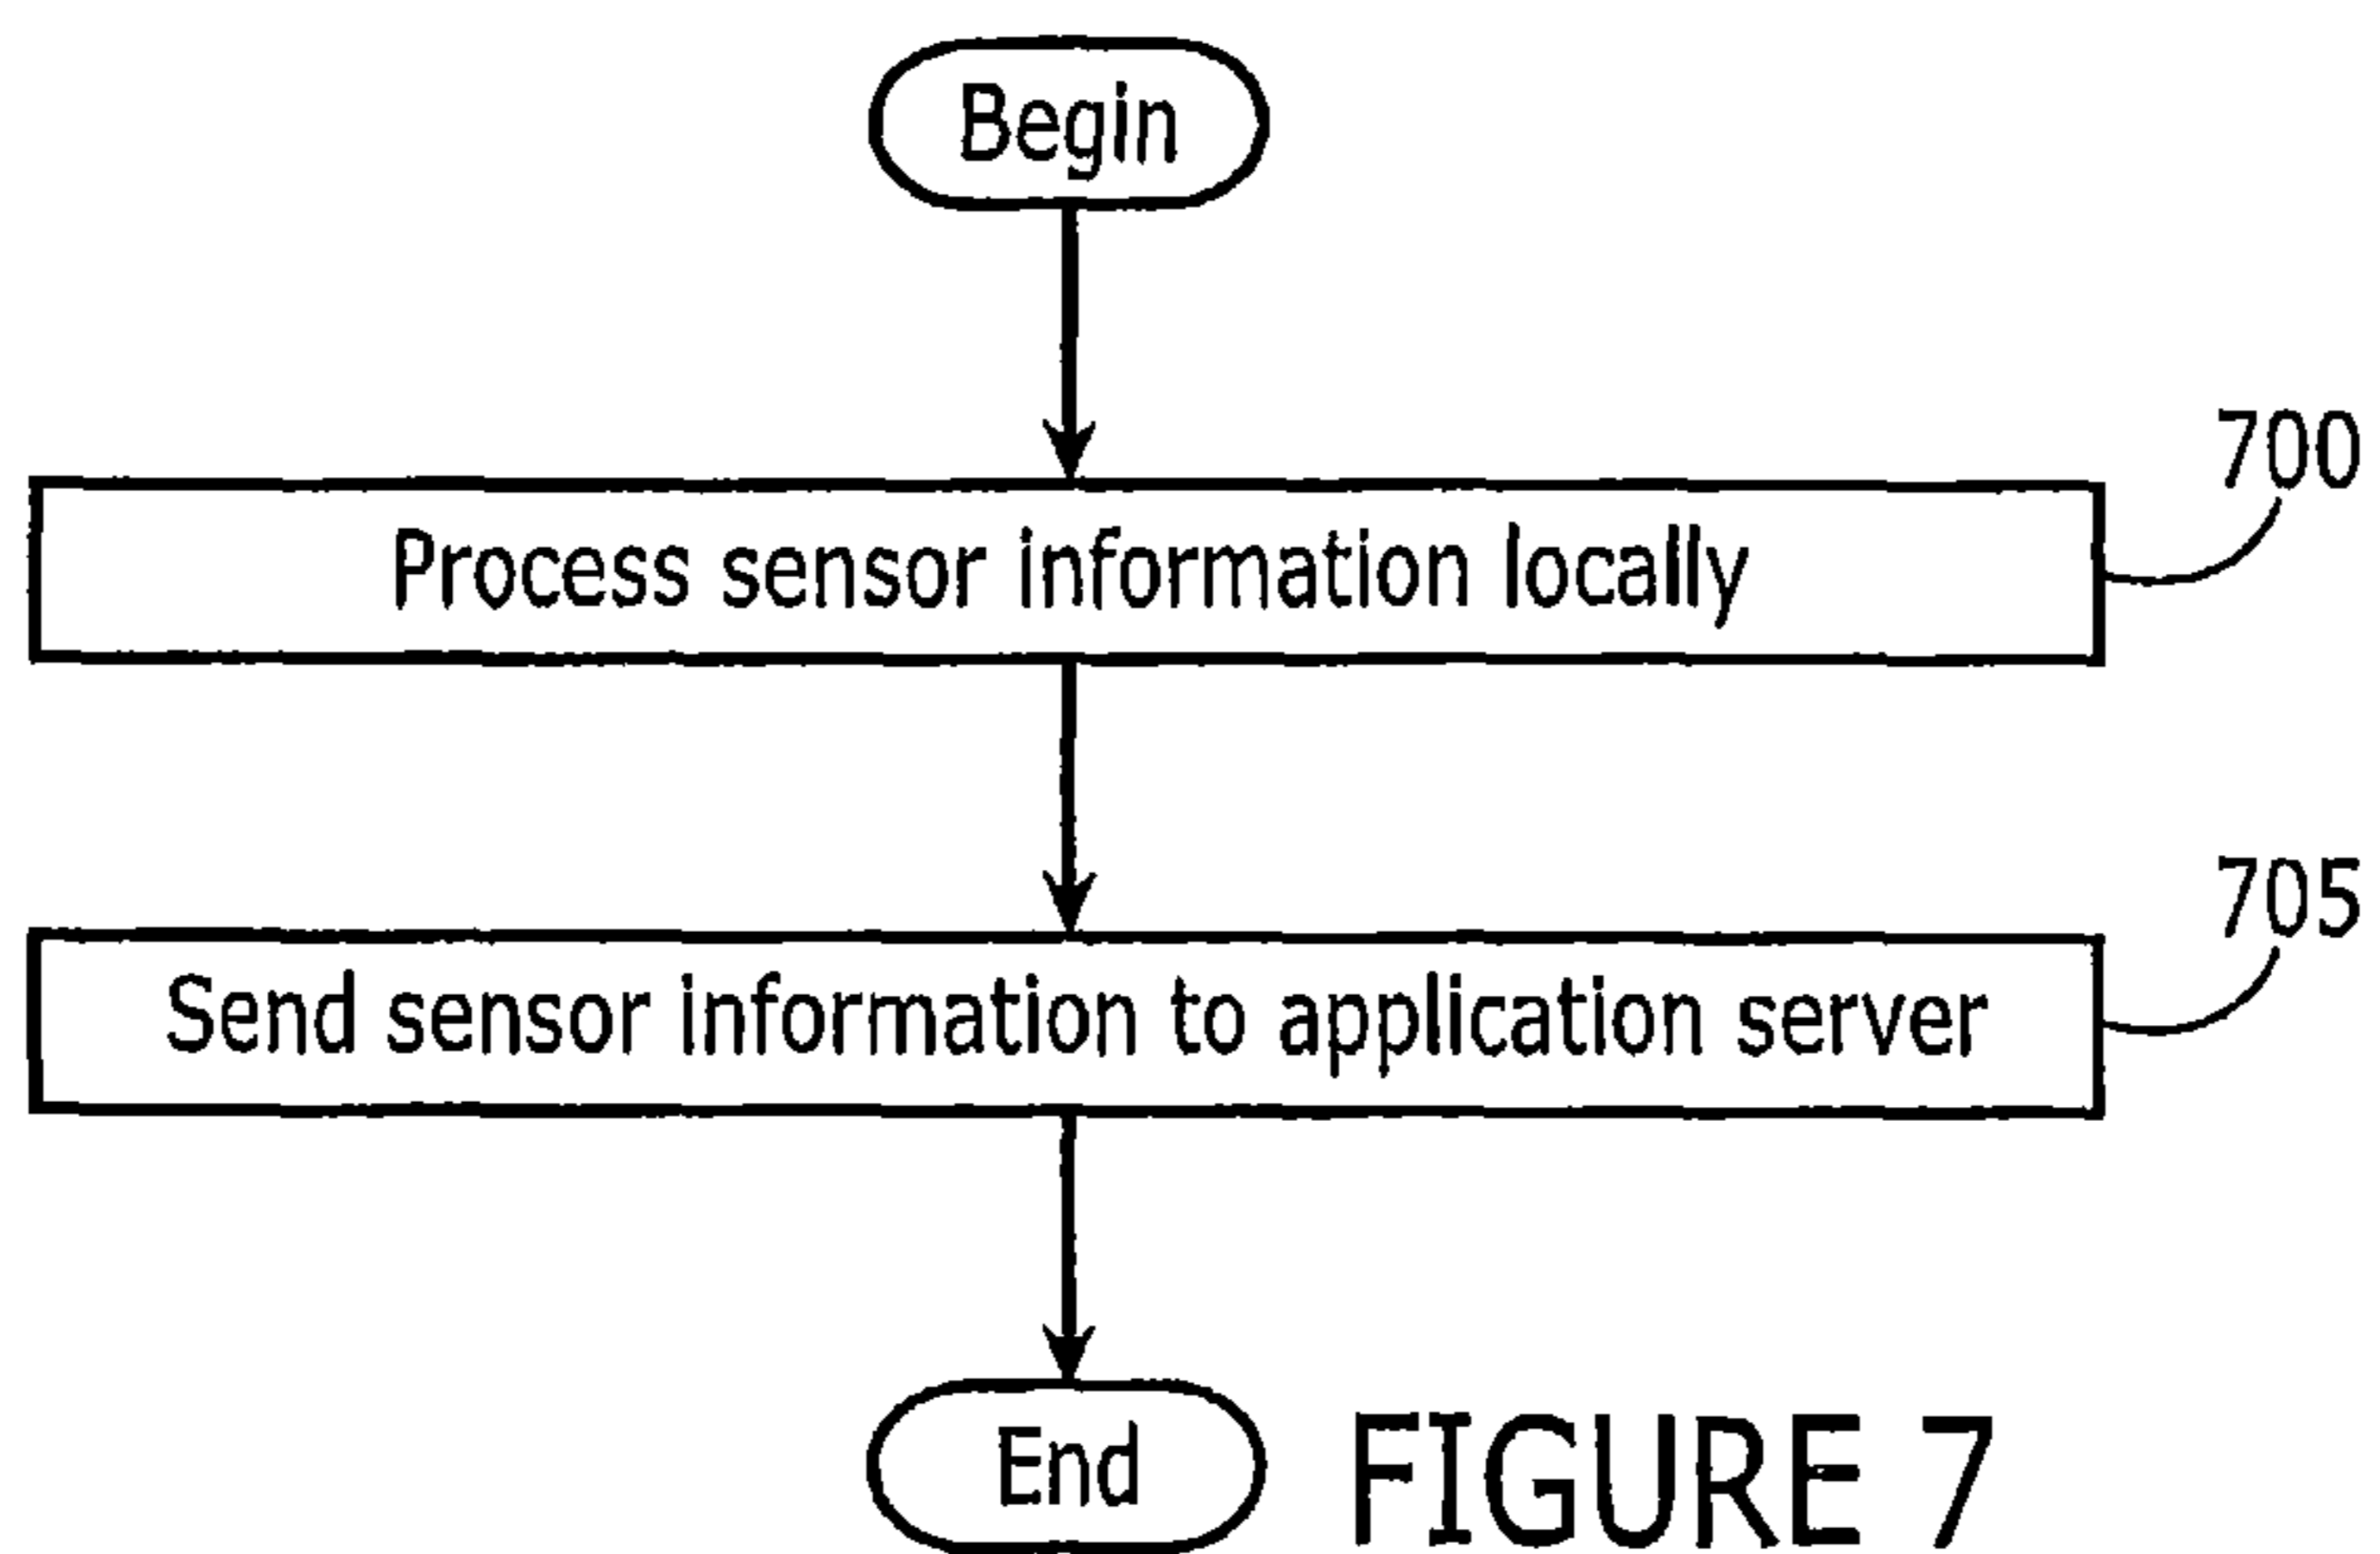 Begin
700
Process sensor information locally
705
Send sensor information to application server
End
FIGURE 7